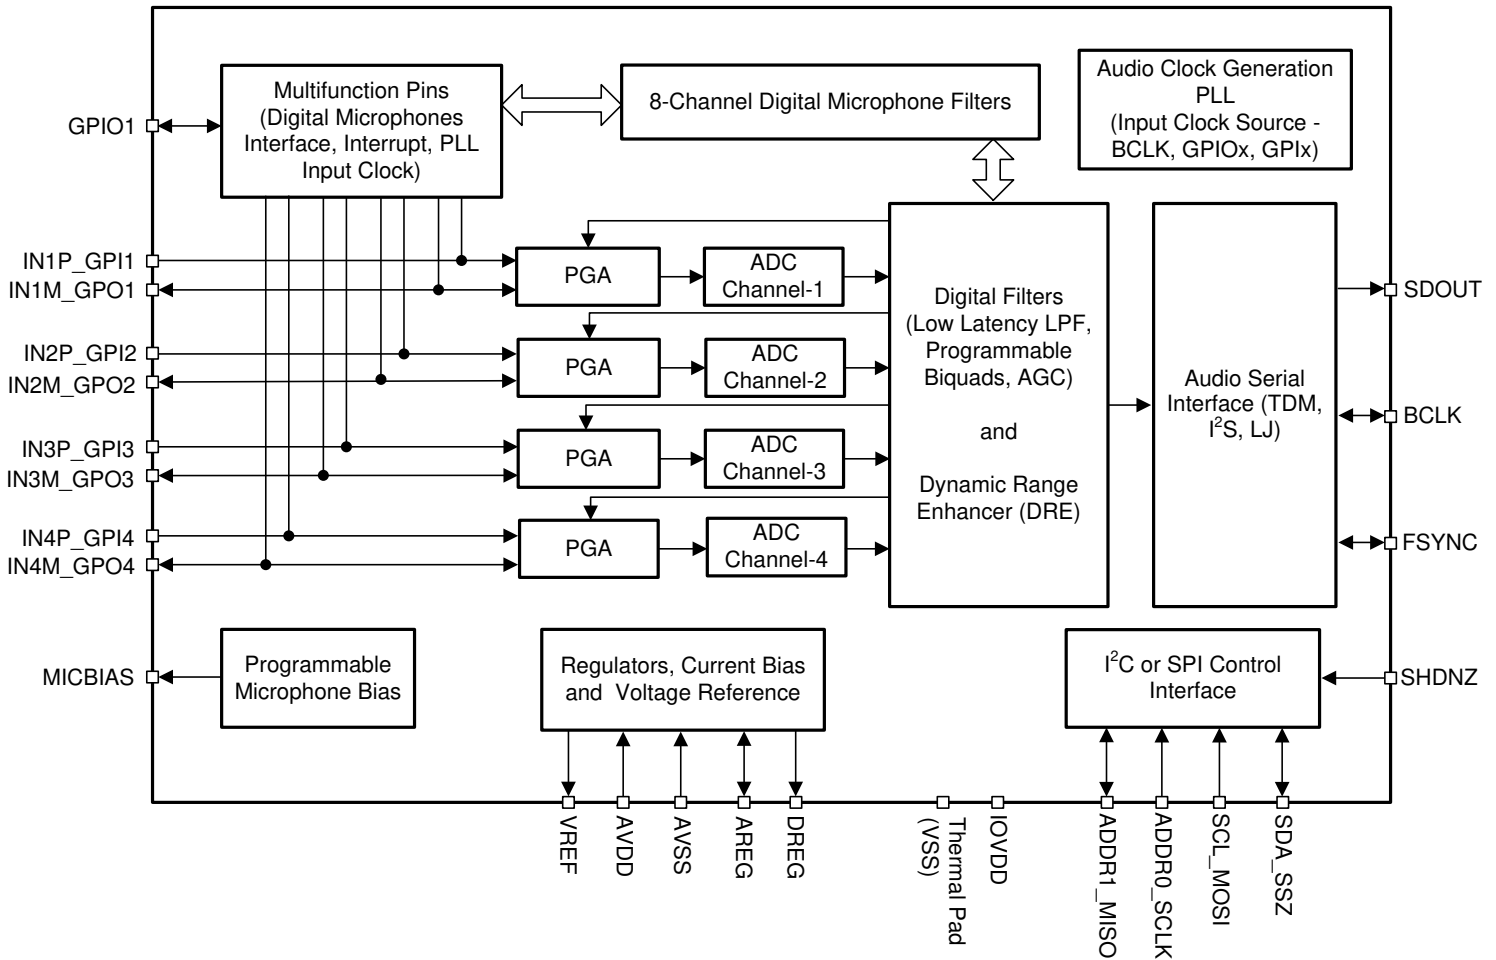 Multifunction Pins
(Digital Microphones
Interface, Interrupt, PLL
Input Clock)
8-Channel Digital Microphone Filters
Audio Clock Generation
PLL
(Input Clock Source -
BCLK, GPIOx, GPIx)
GPIO1
IN1P_GPI1
IN1M_GPO1
IN2P_GPI2
IN2M_GPO2
IN3P_GPI3
IN3M_GPO3
IN4P_GPI4
IN4M_GPO4
MICBIAS
PGA
ADC
Channel-1
PGA
ADC
Channel-2
PGA
ADC
Channel-3
PGA
ADC
Channel-4
Digital Filters
(Low Latency LPF,
Programmable
Biquads, AGC)
and
Dynamic Range
Enhancer (DRE)
Audio Serial
Interface (TDM,
I²S, LJ)
SDOUT
BCLK
FSYNC
SHDNZ
Programmable
Microphone Bias
Regulators, Current Bias
and Voltage Reference
I²C or SPI Control
Interface
VREF
AVDD
AVSS
AREG
DREG
Thermal Pad
(VSS)
IOVDD
ADDR1_MISO
ADDR0_SCLK
SCL_MOSI
SDA_SSZ